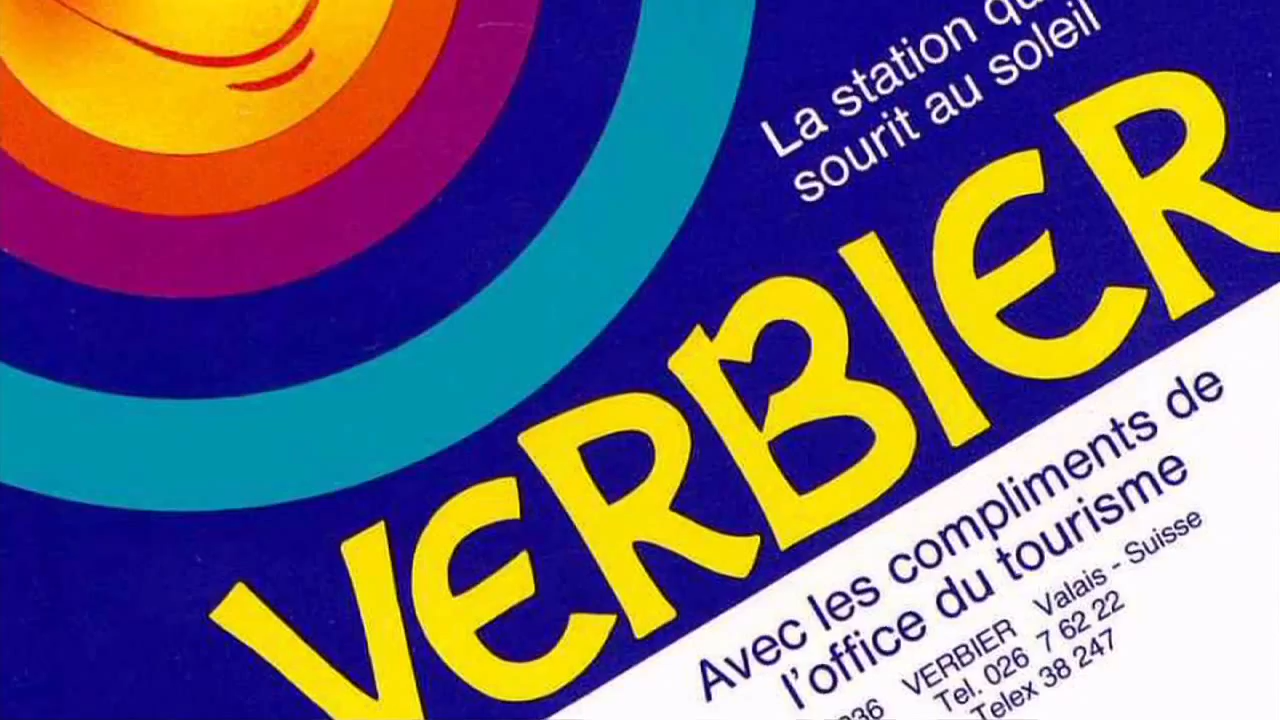 La station
sourit au soleil
VERBIER
Avec les compliments de
l'office du tourisme
VERBIER Valais - Suisse
Tel. 026 7 62 22
Telex 38 247